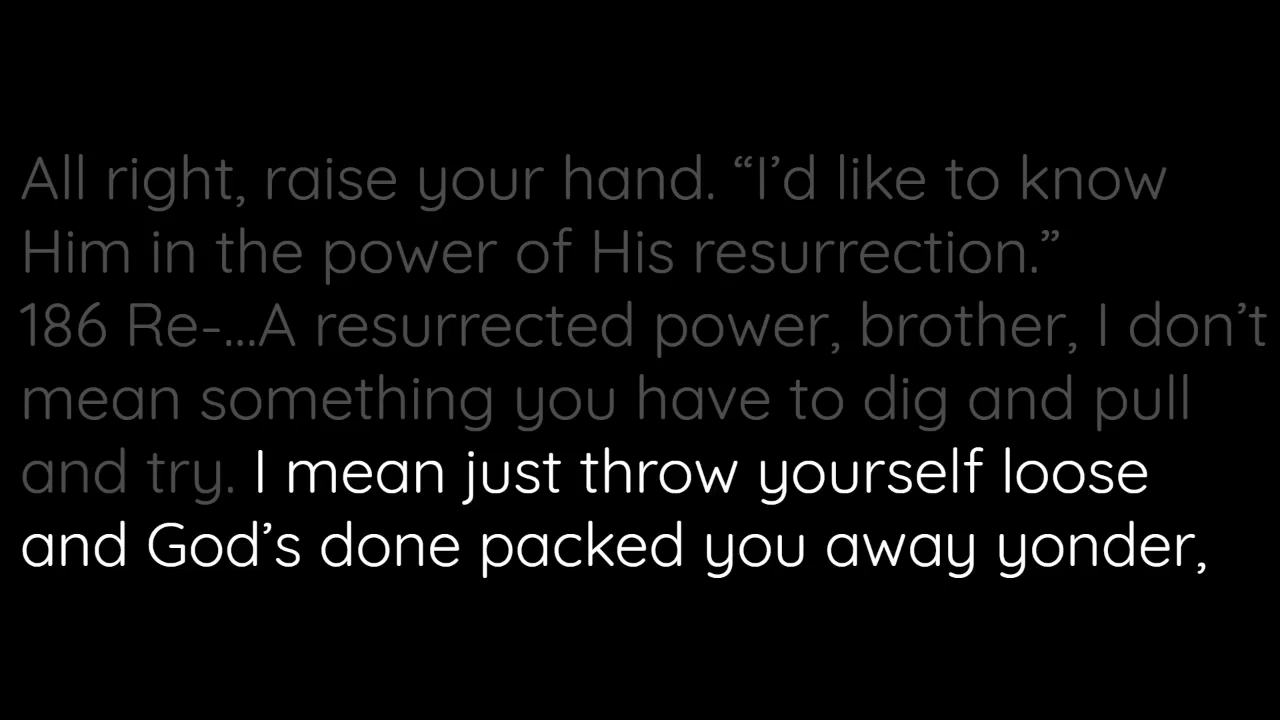 All right, raise your hand. “I’d like to know
Him in the power of His resurrection.”
186 Re-...A resurrected power, brother, I don’t
mean something you have to dig and pull
and try. I mean just throw yourself loose
and God’s done packed you away yonder,